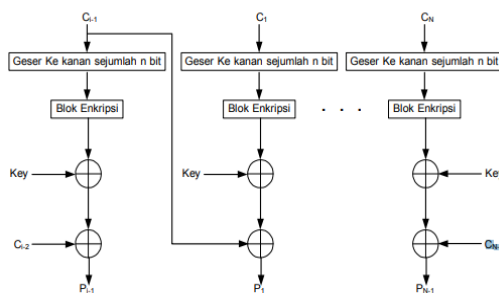 Ci-1 C1 CN
Geser Ke kanan sejumlah n bit Geser Ke kanan sejumlah n bit Geser Ke kanan sejumlah n bit
Blok Enkripsi Blok Enkripsi . . . Blok Enkripsi
Key Key Key
Ci-2
Pi-1 P1 PN-1